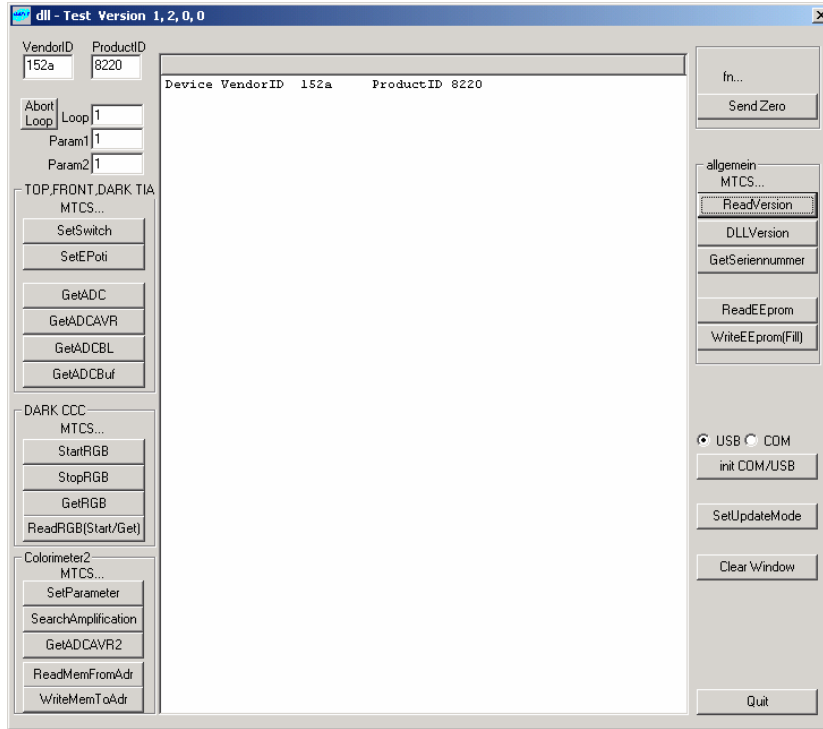 dll - Test Version 1, 2, 0, 0
VendorID ProductID
152a 8220
Abort Loop
Loop 1
Param1 1
Param2 1
TOP,FRONT,DARK TIA
MTCS...
SetSwitch
SetEPoti
GetADC
GetADCAVR
GetADCBL
GetADCBuf
DARK CCC
MTCS...
StartRGB
StopRGB
GetRGB
ReadRGB(Start/Get)
Colorimeter2
MTCS...
SetParameter
SearchAmplification
GetADCAVR2
ReadMemFromAdr
WriteMemToAdr
Device VendorID 152a ProductID 8220
fn...
Send Zero
allgemein
MTCS...
ReadVersion
DLLVersion
GetSeriennummer
ReadEEprom
WriteEEprom(Fill)
USB COM
init COM/USB
SetUpdateMode
Clear Window
Quit